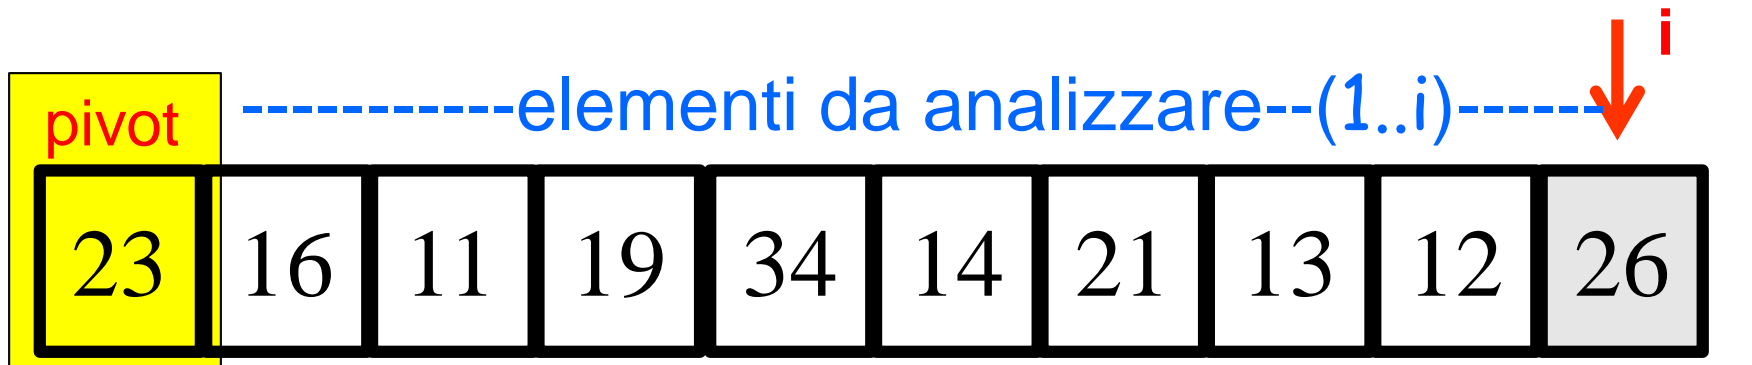 i
pivot -----------elementi da analizzare--(1..i)------
23 16 11 19 34 14 21 13 12 26